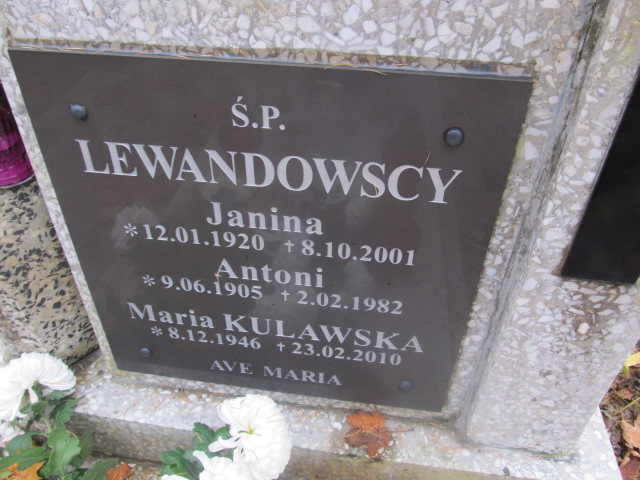 Ś.P.
LEWANDOWSCY
Janina
*12.01.1920 †8.10.2001
Antoni
*9.06.1905 †2.02.1982
Maria KULAWSKA
*8.12.1946 †23.02.2010
AVE MARIA